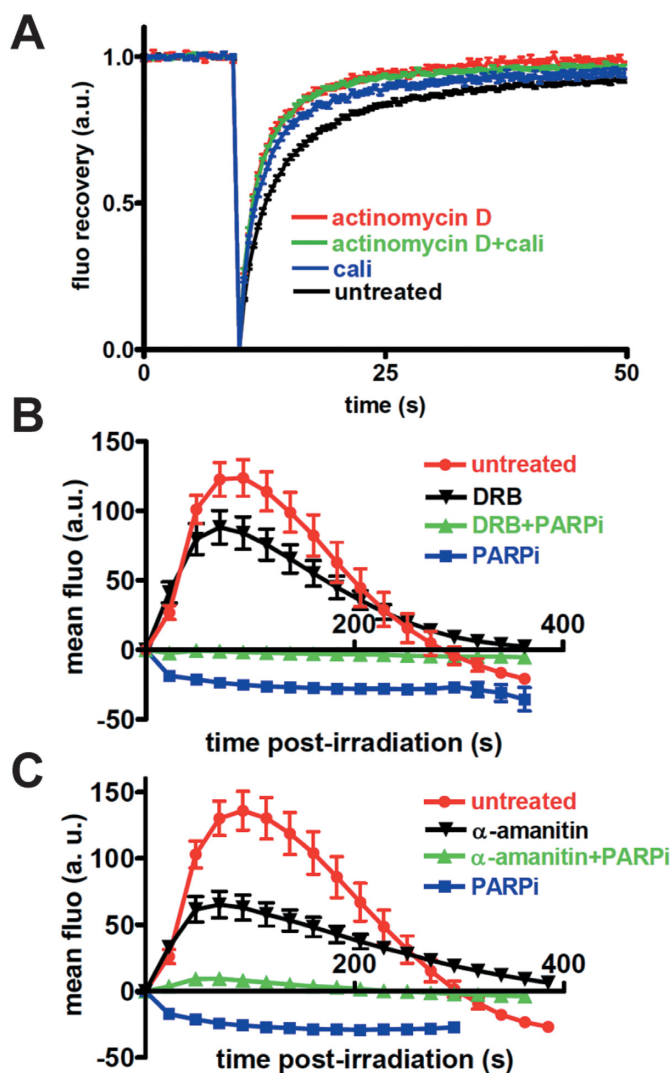 A
1.0
0.5
0.0
fluo recovery (a.u.)
actinomycin D
actinomycin D+cali
cali
untreated
0
25
50
time (s)
B
150
100
50
0
-50
mean fluo (a.u.)
untreated
DRB
DRB+PARPi
PARPi
200
400
time post-irradiation (s)
C
150
100
50
0
-50
mean fluo (a. u.)
untreated
α-amanitin
α-amanitin+PARPi
PARPi
200
400
time post-irradiation (s)